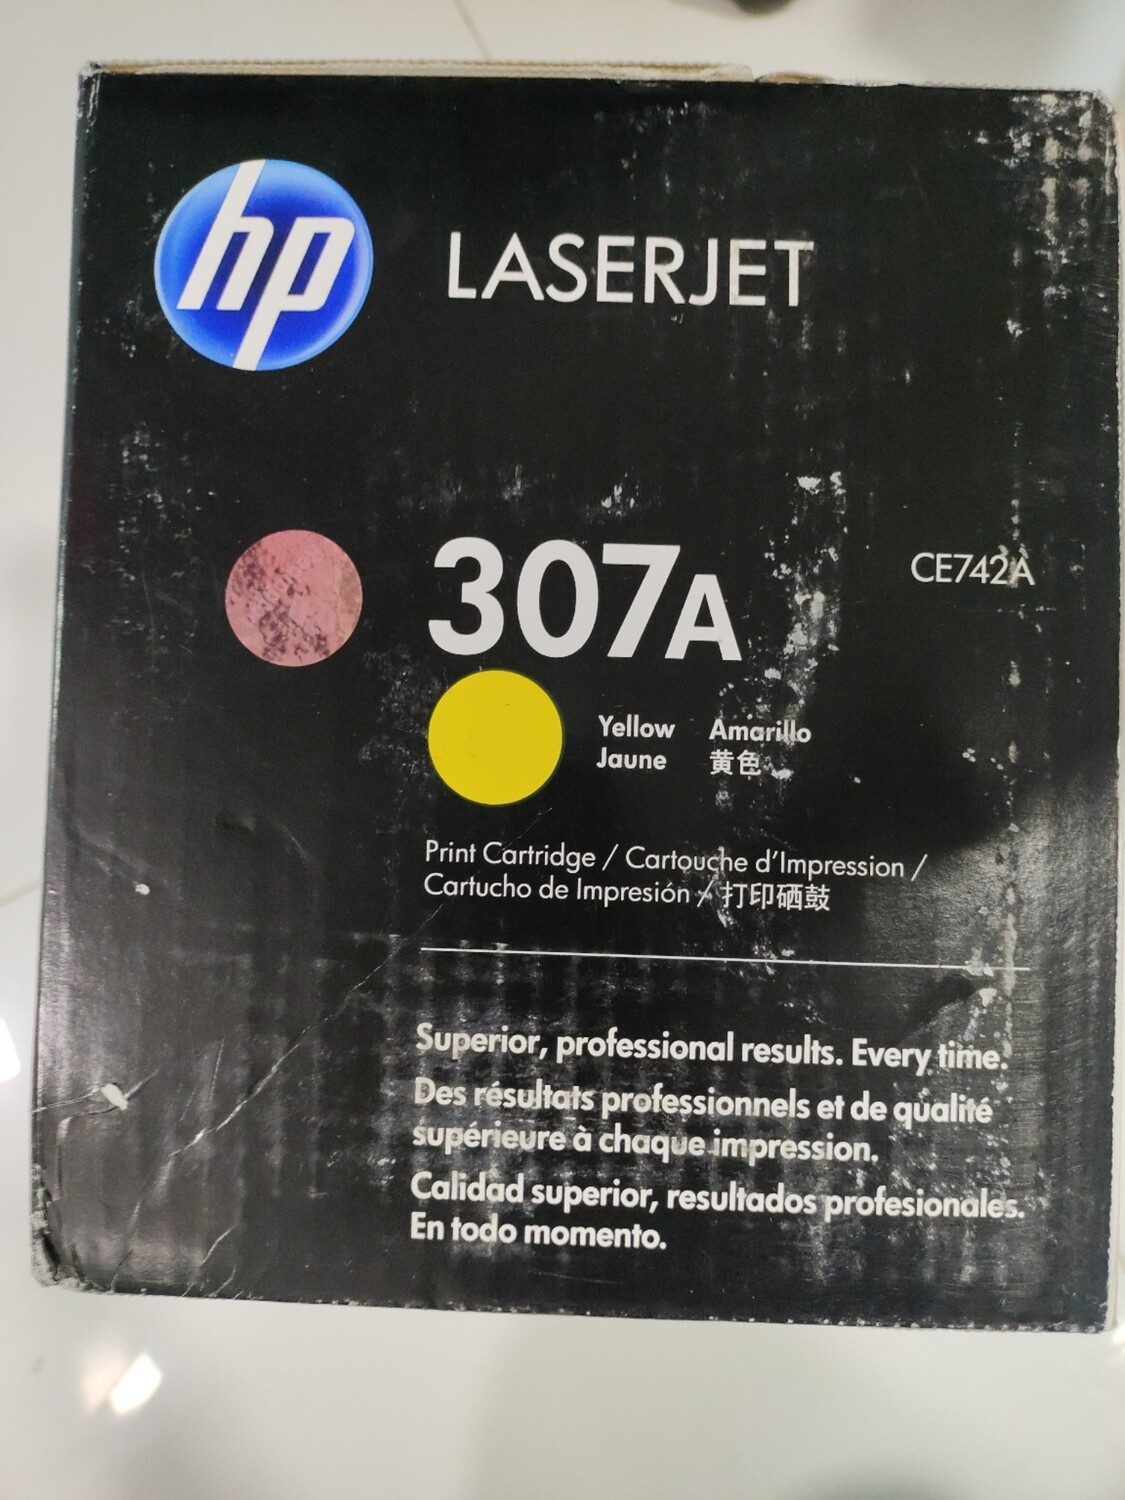 hp LASERJET
307A CE742A
Yellow Amarillo
Jaune 黄色
Print Cartridge / Cartouche d'Impression /
Cartucho de Impresión / 打印硒鼓
Superior, professional results. Every time.
Des résultats professionnels et de qualité
supérieure à chaque impression.
Calidad superior, resultados profesionales.
En todo momento.